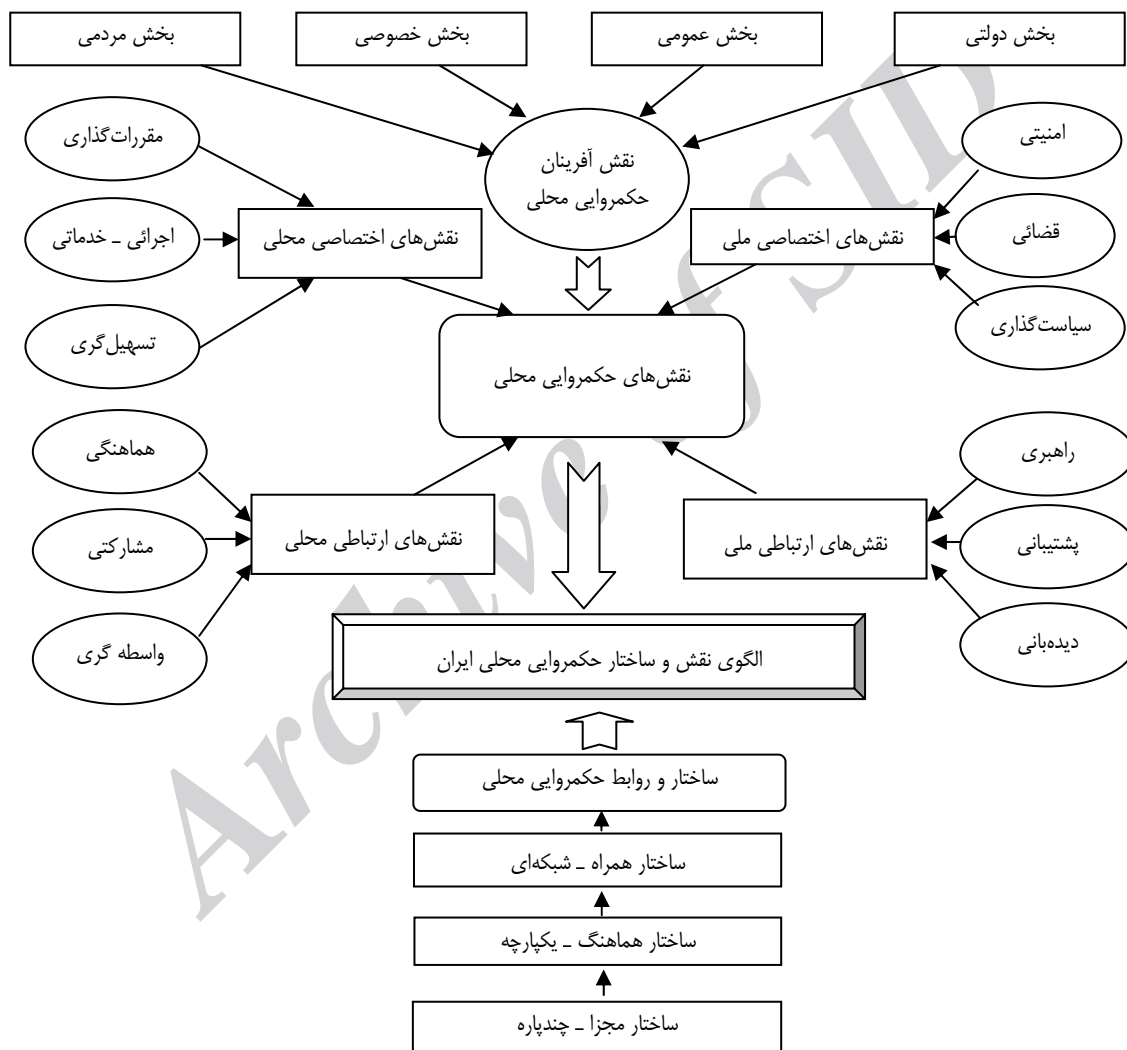 بخش دولتی
بخش عمومی
بخش خصوصی
بخش مردمی
نقش آفرینان
حکمروایی محلی
امنیتی
قضائی
سیاست‌گذاری
نقش‌های اختصاصی ملی
مقررات‌گذاری
اجرائی ـ خدماتی
تسهیل‌گری
نقش‌های اختصاصی محلی
نقش‌های حکمروایی محلی
راهبری
پشتیبانی
دیده‌بانی
نقش‌های ارتباطی ملی
هماهنگی
مشارکتی
واسطه گری
نقش‌های ارتباطی محلی
الگوی نقش و ساختار حکمروایی محلی ایران
ساختار و روابط حکمروایی محلی
ساختار همراه ـ شبکه‌ای
ساختار هماهنگ ـ یکپارچه
ساختار مجزا ـ چندپاره
Archive of SID